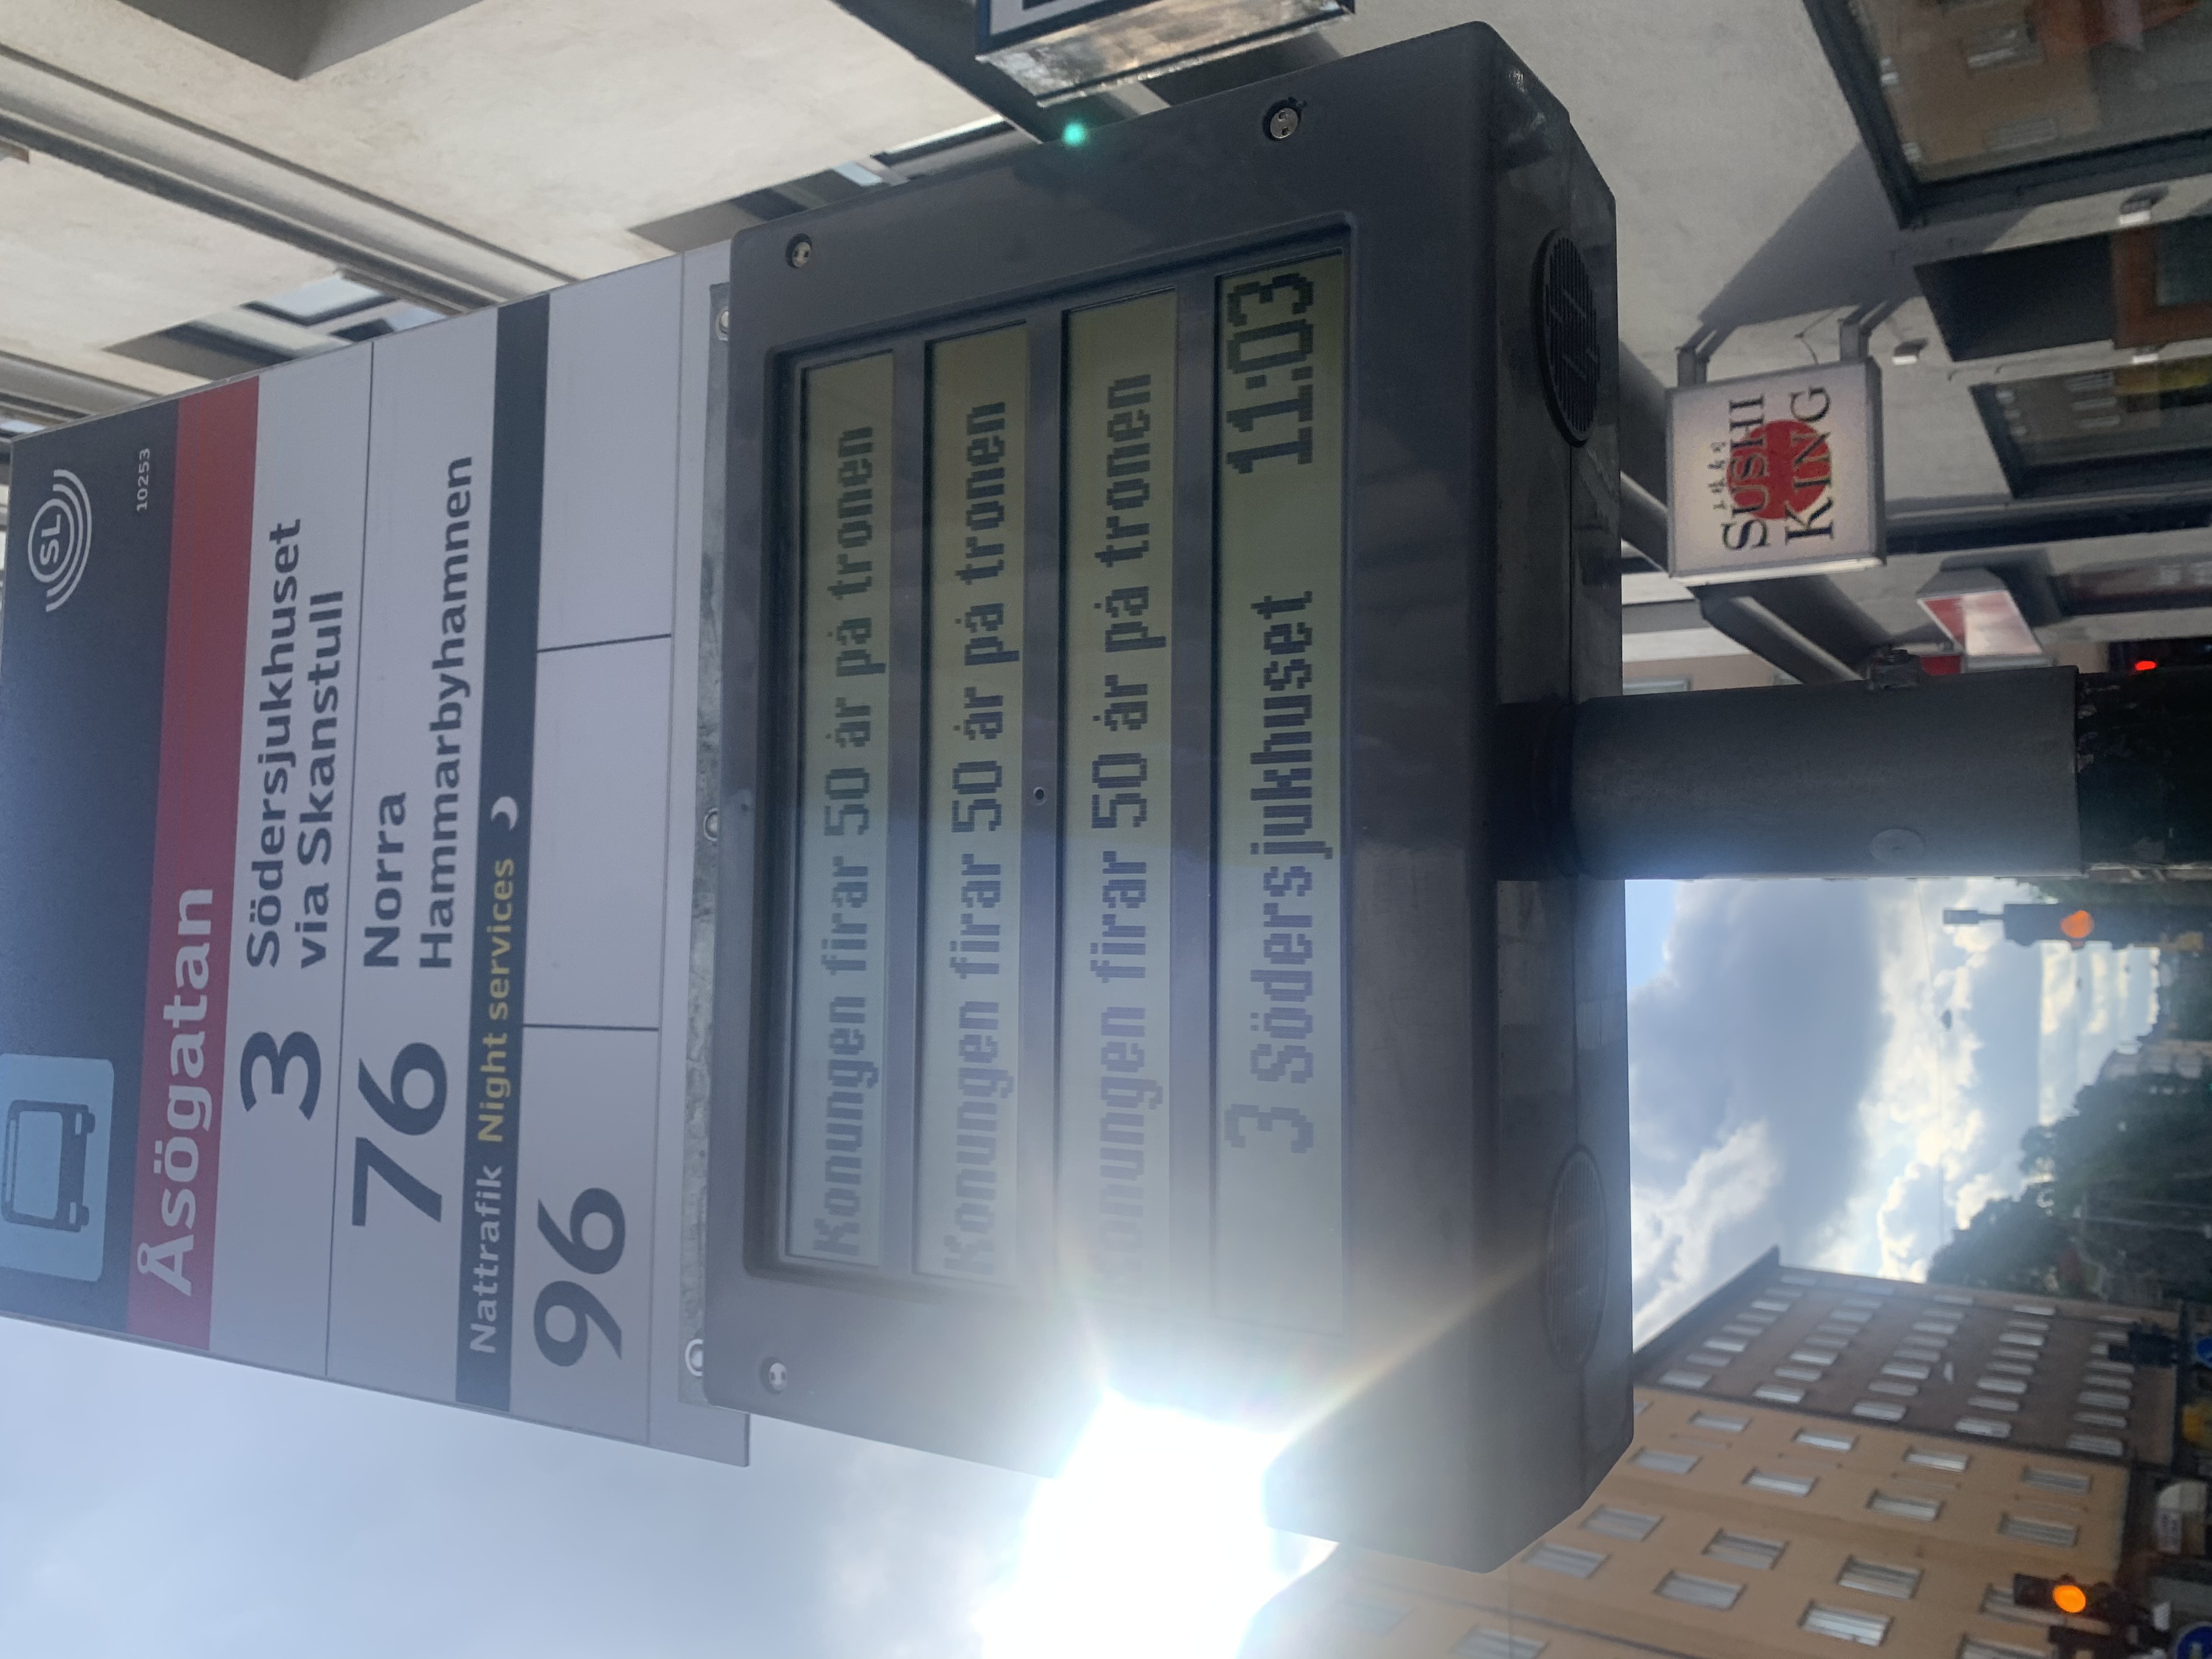 SL
10253
Åsögatan
3 Södersjukhuset
via Skanstull
76 Norra
Hammarbyhamnen
Nattrafik Night services
96
Konungen firar 50 år på tronen
Konungen firar 50 år på tronen
Konungen firar 50 år på tronen
3 Södersjukhuset 11:03
SUSHI
KING